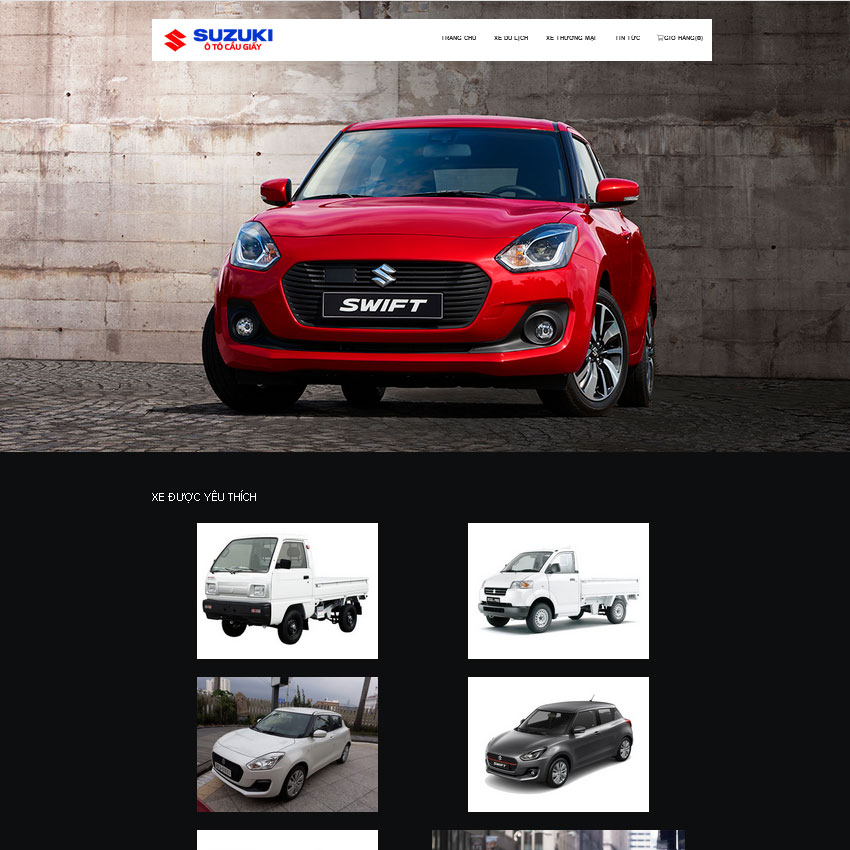 SUZUKI
Ô TÔ CẦU GIẤY
TRANG CHỦ
XE DU LỊCH
XE THƯƠNG MẠI
TIN TỨC
GIỎ HÀNG(0)
SWIFT
XE ĐƯỢC YÊU THÍCH
SWIFT